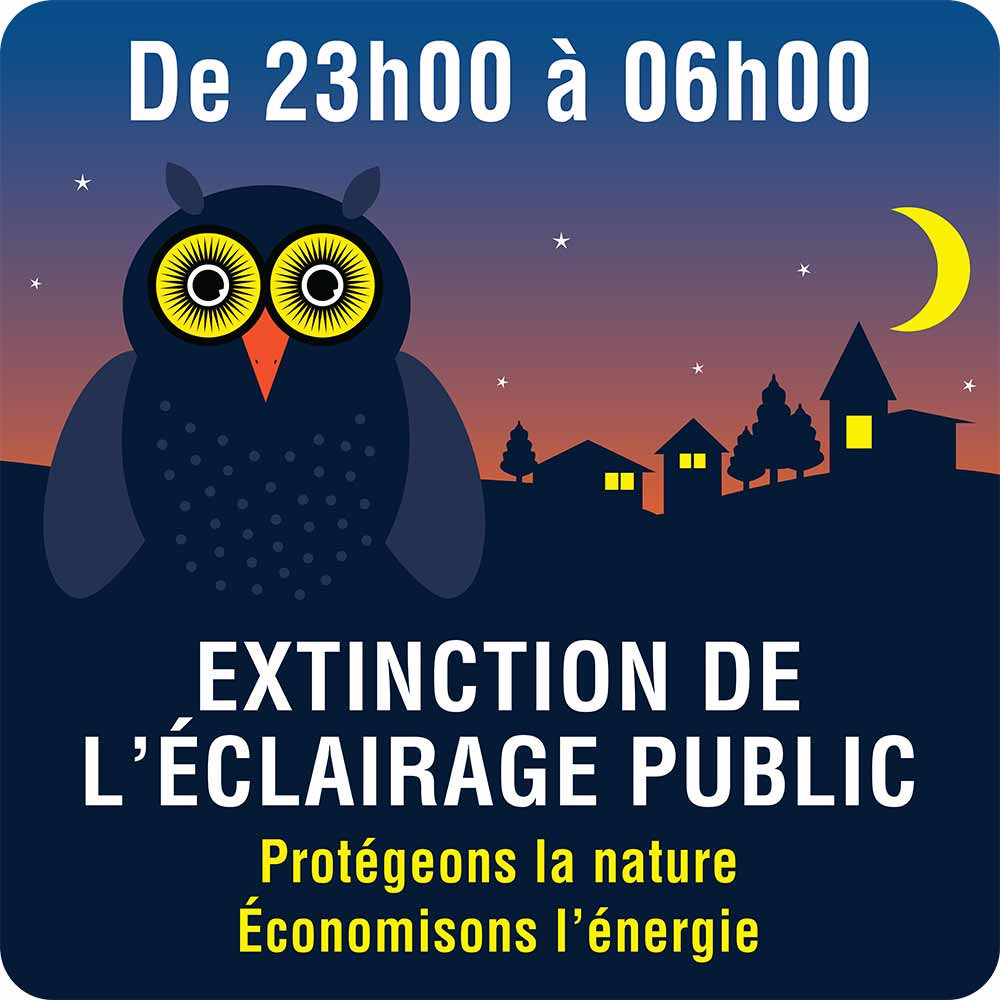 De 23h00 à 06h00
EXTINCTION DE
L'ÉCLAIRAGE PUBLIC
Protégeons la nature
Économisons l'énergie